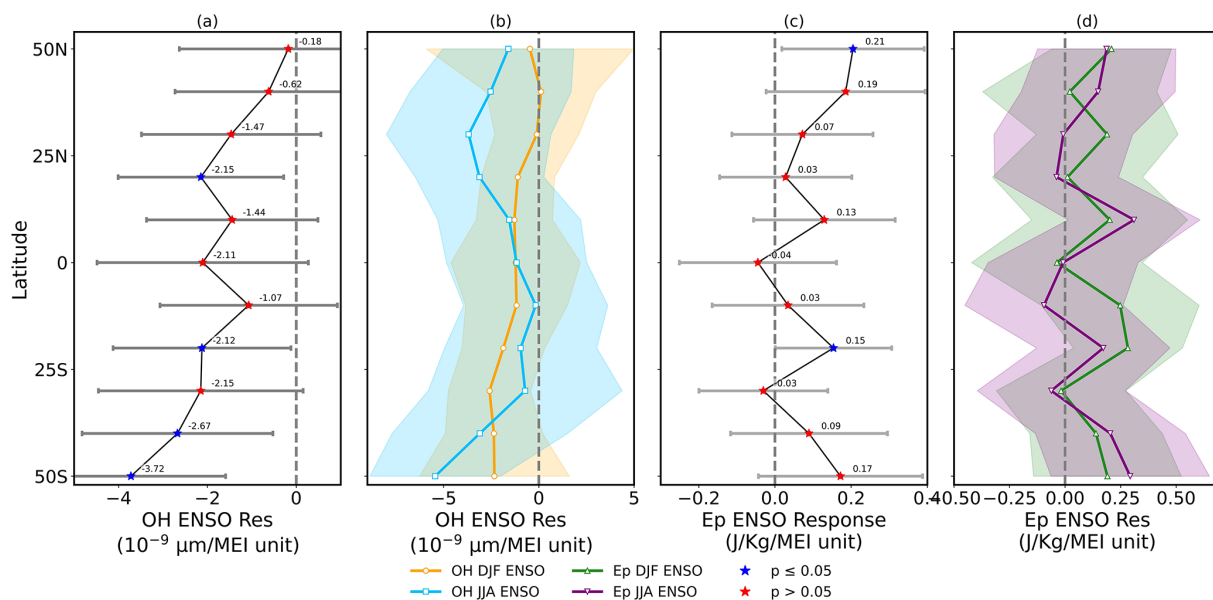 (a)
(b)
(c)
(d)
50N
25N
0
25S
50S
Latitude
-0.18
-0.62
-1.47
-2.15
-1.44
-2.11
-1.07
-2.12
-2.15
-2.67
-3.72
0.21
0.19
0.07
0.03
0.13
-0.04
0.03
0.15
-0.03
0.09
0.17
−4
−2
0
−5
0
5
−0.2
0.0
0.2
0.4
−0.50
−0.25
0.00
0.25
0.50
OH ENSO Res
(10⁻⁹ μm/MEI unit)
OH ENSO Res
(10⁻⁹ μm/MEI unit)
Ep ENSO Response
(J/Kg/MEI unit)
Ep ENSO Res
(J/Kg/MEI unit)
OH DJF ENSO
OH JJA ENSO
Ep DJF ENSO
Ep JJA ENSO
p ≤ 0.05
p > 0.05